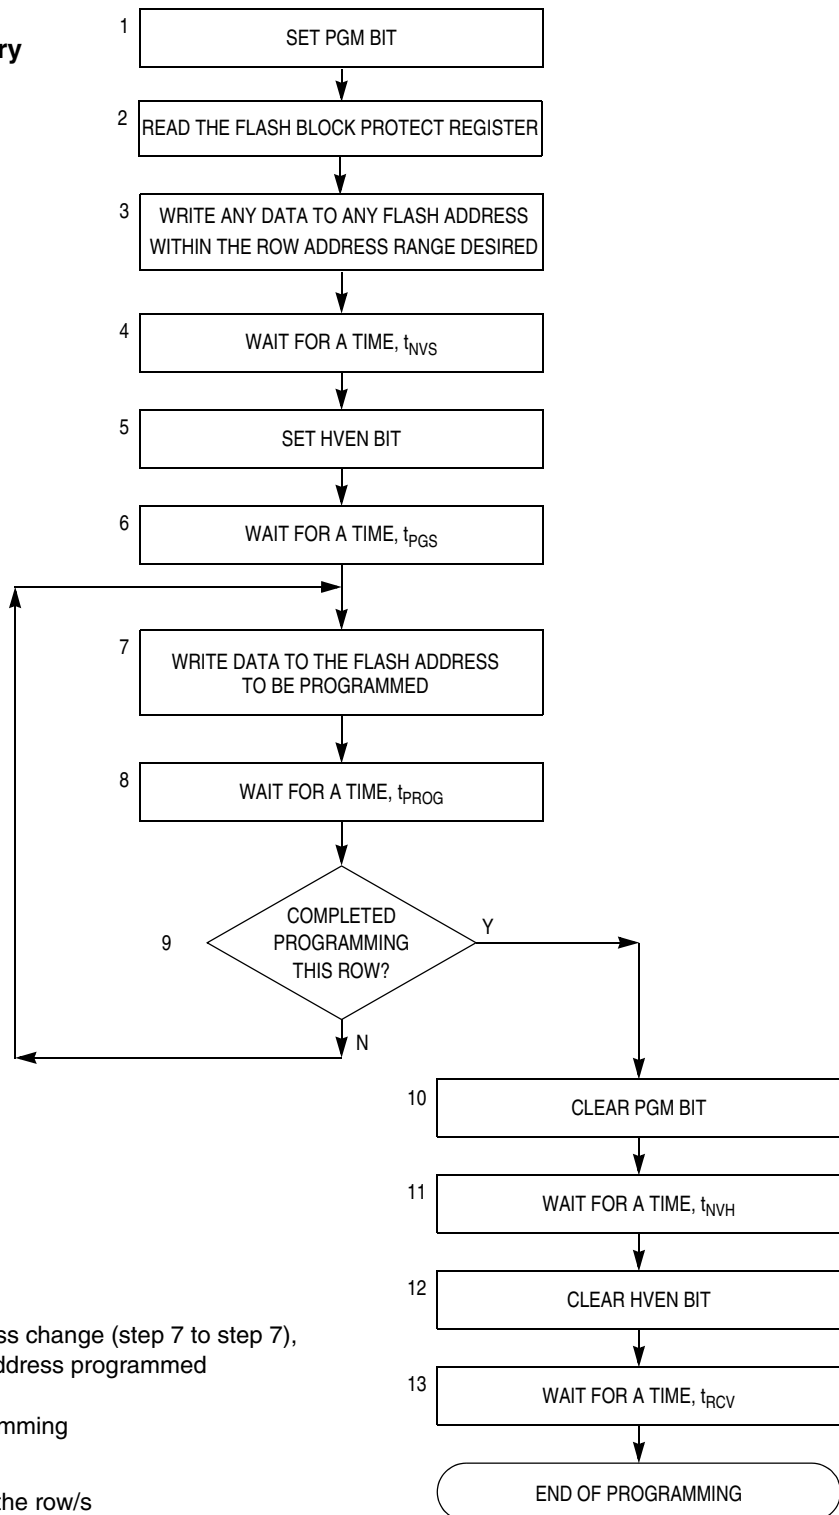 1
SET PGM BIT
2
READ THE FLASH BLOCK PROTECT REGISTER
3
WRITE ANY DATA TO ANY FLASH ADDRESS
WITHIN THE ROW ADDRESS RANGE DESIRED
4
WAIT FOR A TIME, tNVS
5
SET HVEN BIT
6
WAIT FOR A TIME, tPGS
7
WRITE DATA TO THE FLASH ADDRESS
TO BE PROGRAMMED
8
WAIT FOR A TIME, tPROG
9
COMPLETED
PROGRAMMING
THIS ROW?
Y
N
10
CLEAR PGM BIT
11
WAIT FOR A TIME, tNVH
12
CLEAR HVEN BIT
13
WAIT FOR A TIME, tRCV
END OF PROGRAMMING
change (step 7 to step 7),
programmed
the row/s